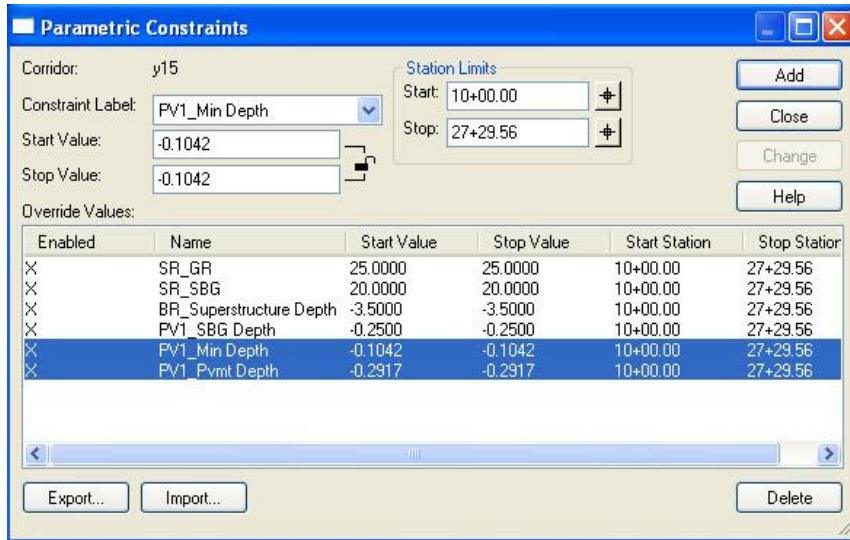 Parametric Constraints
Corridor: y15
Constraint Label: PV1_Min Depth
Start Value: -0.1042
Stop Value: -0.1042
Station Limits
Start: 10+00.00
Stop: 27+29.56
Add
Close
Change
Help
Override Values:
Enabled Name Start Value Stop Value Start Station Stop Station
X SR_GR 25.0000 25.0000 10+00.00 27+29.56
X SR_SBG 20.0000 20.0000 10+00.00 27+29.56
X BR_Superstructure Depth -3.5000 -3.5000 10+00.00 27+29.56
X PV1_SBG Depth -0.2500 -0.2500 10+00.00 27+29.56
X PV1_Min Depth -0.1042 -0.1042 10+00.00 27+29.56
X PV1_Pvmt Depth -0.2917 -0.2917 10+00.00 27+29.56
Export... Import... Delete